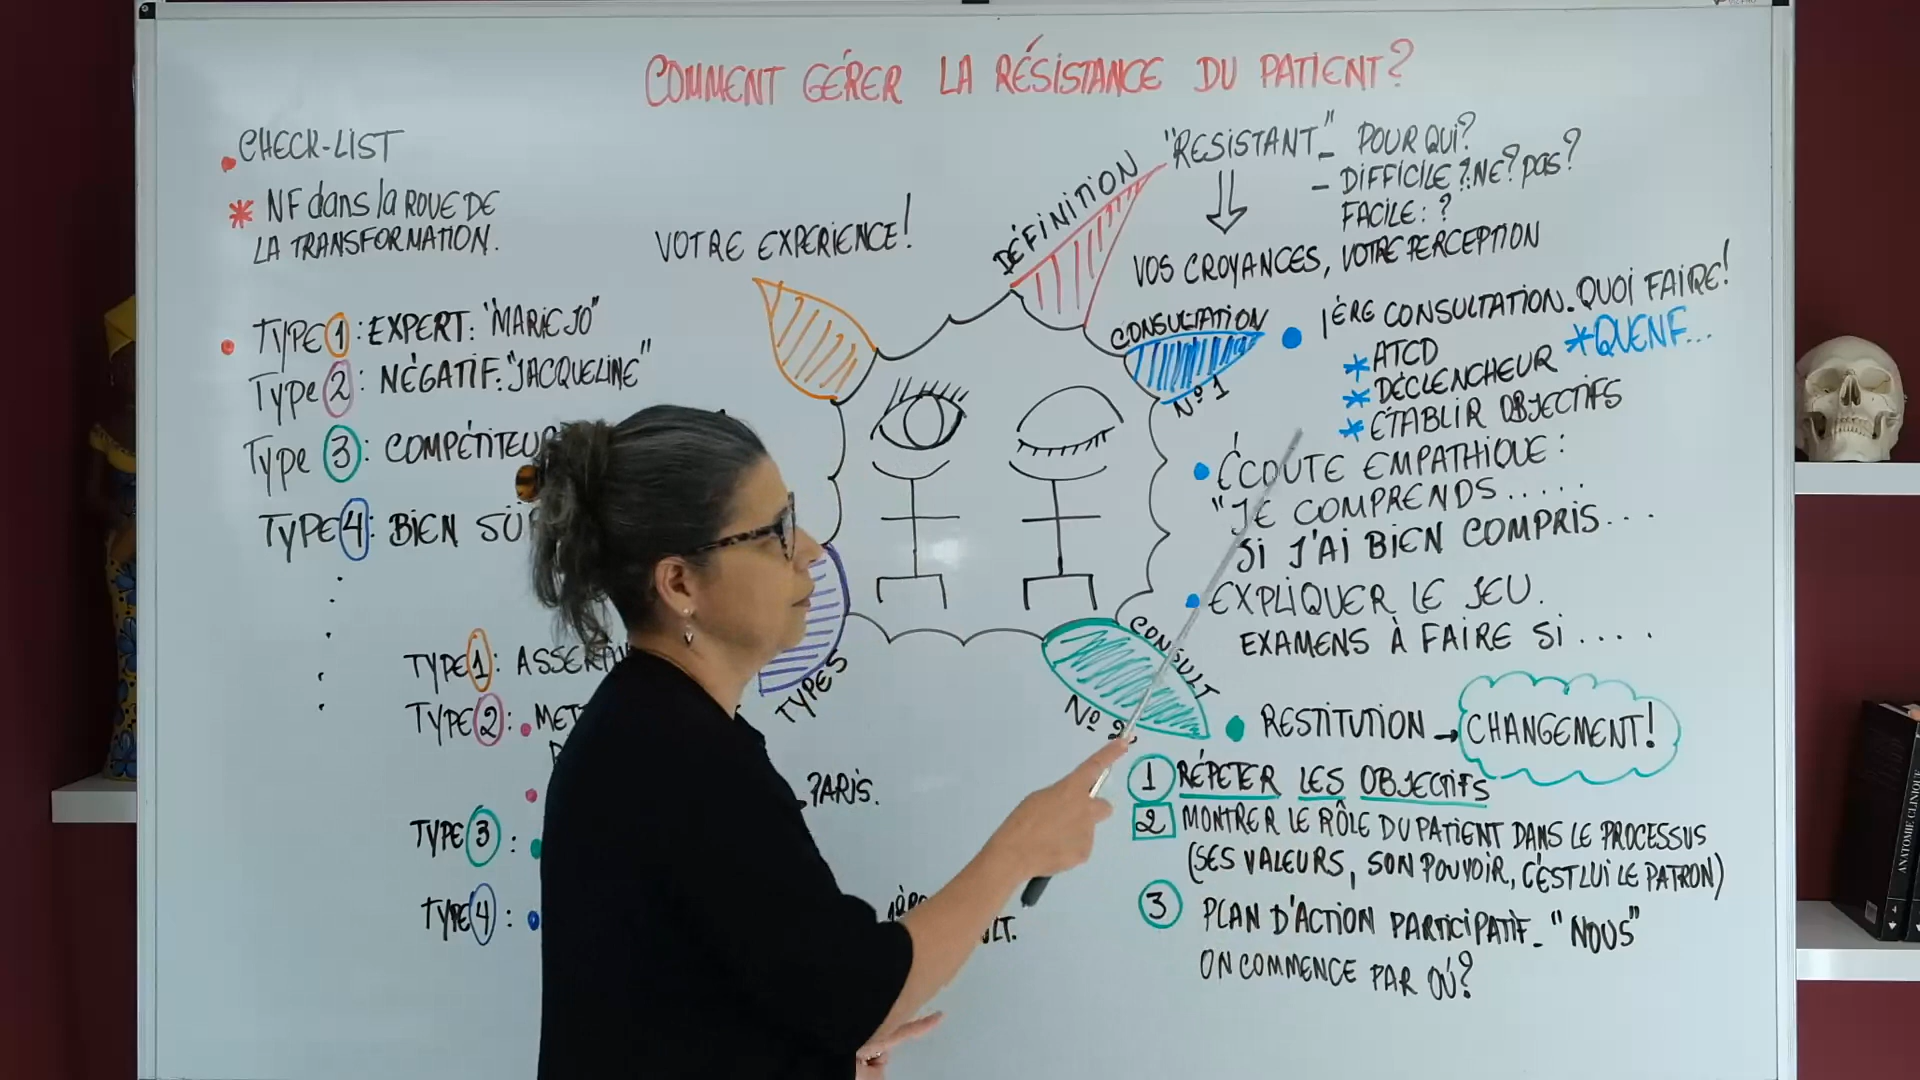 COMMENT GÉRER LA RÉSISTANCE DU PATIENT?
CHECK-LIST
* NF dans la ROUE DE
LA TRANSFORMATION.
TYPE 1 : EXPERT: "MARIE JO"
Type 2 : NÉGATIF: "JACQUELINE"
Type 3 : COMPÉTITEU
TYPE 4 : BIEN SÛ
TYPE 1 :
TYPE 2 :
TYPE 3 :
TYPE 4 :
PARIS.
VOTRE EXPERIENCE!
DÉFINITION
"RESISTANT" - POUR QUI?
- DIFFICILE? NE? pas?
FACILE: ?
VOS CROYANCES, VOTRE PERCEPTION
CONSULTATION
Nº 1
1ÈRE CONSULTATION. QUOI FAIRE!
* ATCD
* QUENF...
* DÉCLENCHEUR
* ÉTABLIR OBJECTIFS
ÉCOUTE EMPATHIQUE:
"JE COMPRENDS.....
SI J'AI BIEN COMPRIS...
EXPLIQUER LE JEU.
EXAMENS À FAIRE SI ....
TYPES
CONSULT
Nº 2
RESTITUTION → CHANGEMENT!
1 RÉPETER LES OBJECTIFS
2 MONTRER LE RÔLE DU PATIENT DANS LE PROCESSUS
(SES VALEURS, SON POUVOIR, C'EST LUI LE PATRON)
3 PLAN D'ACTION PARTICIPATIF - "NOUS"
ON COMMENCE PAR OÙ?
ANATOMIE CLINIQUE
4